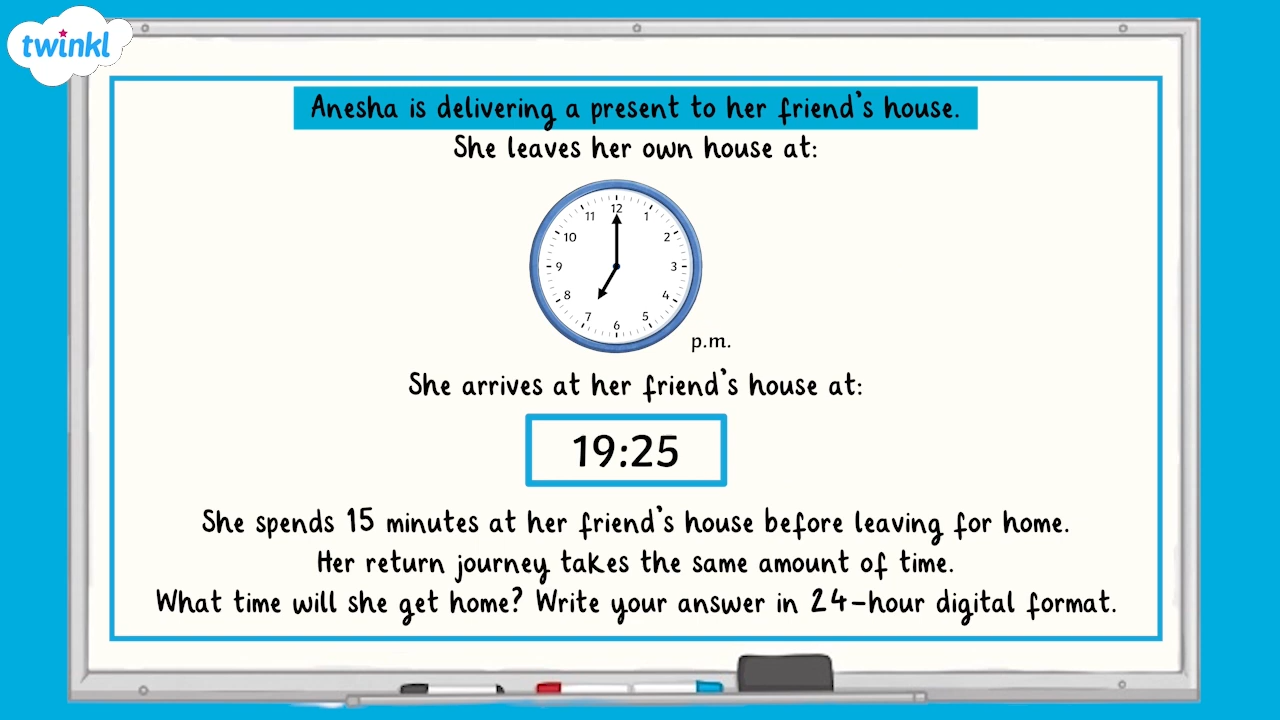 twinkl
Anesha is delivering a present to her friend's house.
She leaves her own house at:
12
11 1
10 2
9 3
8 4
7 5
6
p.m.
She arrives at her friend's house at:
19:25
She spends 15 minutes at her friend's house before leaving for home.
Her return journey takes the same amount of time.
What time will she get home? Write your answer in 24-hour digital format.